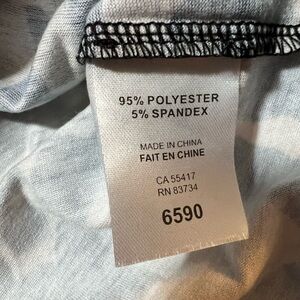 95% POLYESTER
5% SPANDEX
MADE IN CHINA
FAIT EN CHINE
CA 55417
RN 83734
6590